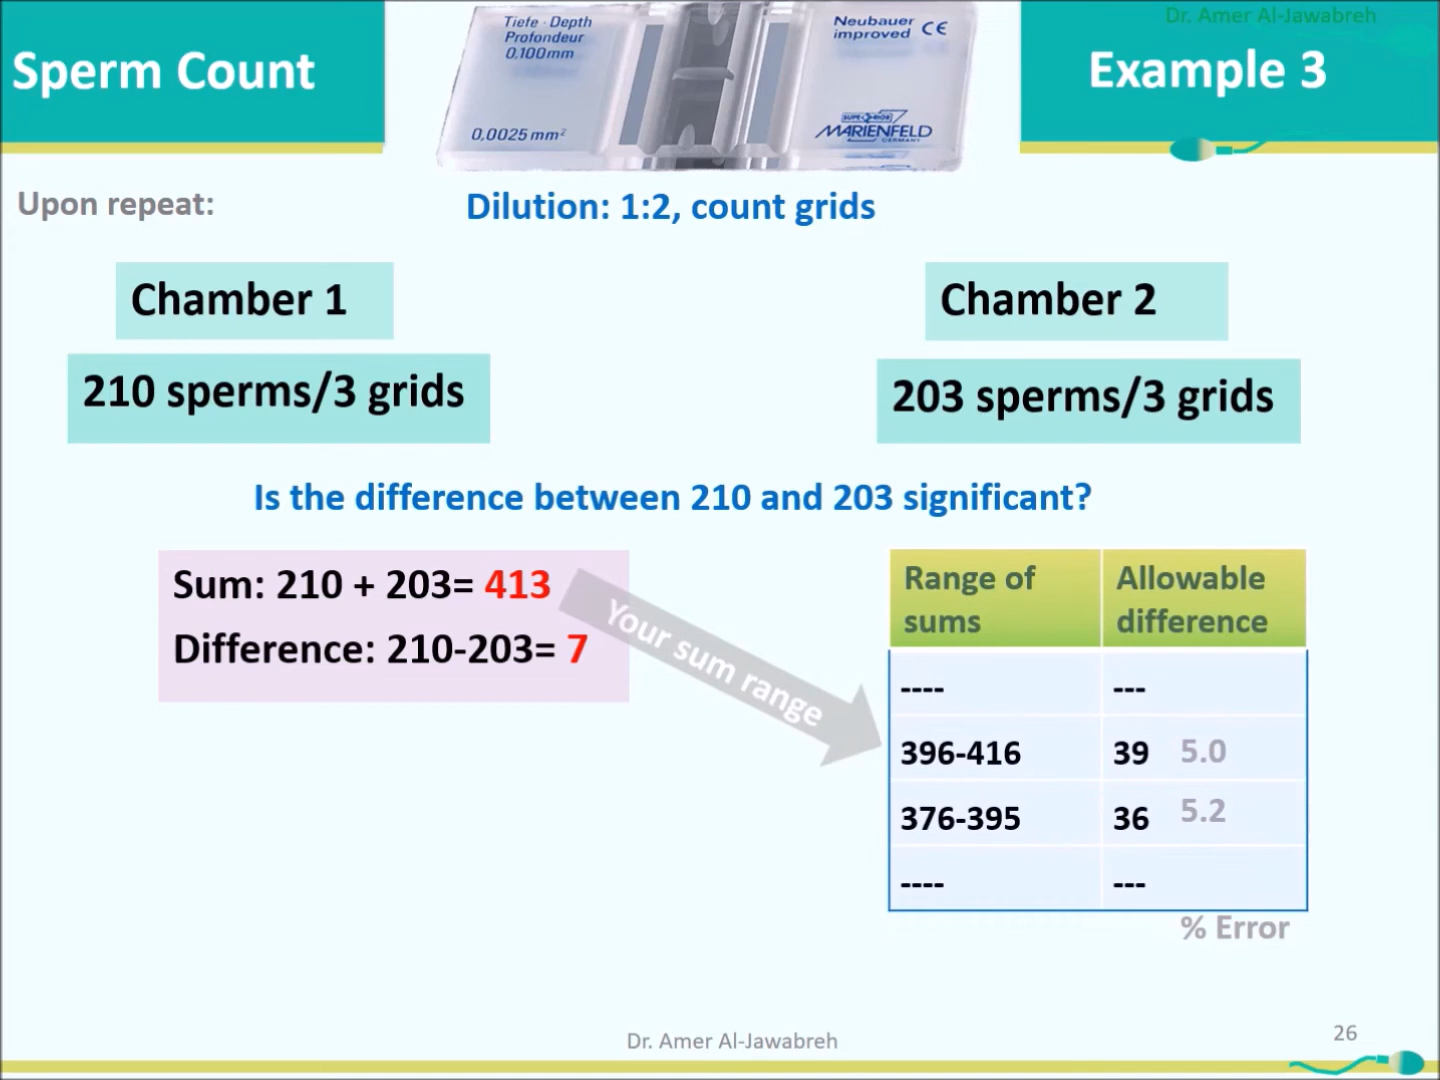 Dr. Amer Al-Jawabreh
Sperm Count
Tiefe · Depth
Profondeur
0.100mm
0,0025 mm²
Neubauer
improved CE
SUPERIOR
MARIENFELD
GERMANY
Example 3
Upon repeat:
Dilution: 1:2, count grids
Chamber 1
Chamber 2
210 sperms/3 grids
203 sperms/3 grids
Is the difference between 210 and 203 significant?
Sum: 210 + 203= 413
Difference: 210-203= 7
Your sum range
Range of sums
Allowable difference
---- ---
396-416 39 5.0
376-395 36 5.2
---- ---
% Error
Dr. Amer Al-Jawabreh
26